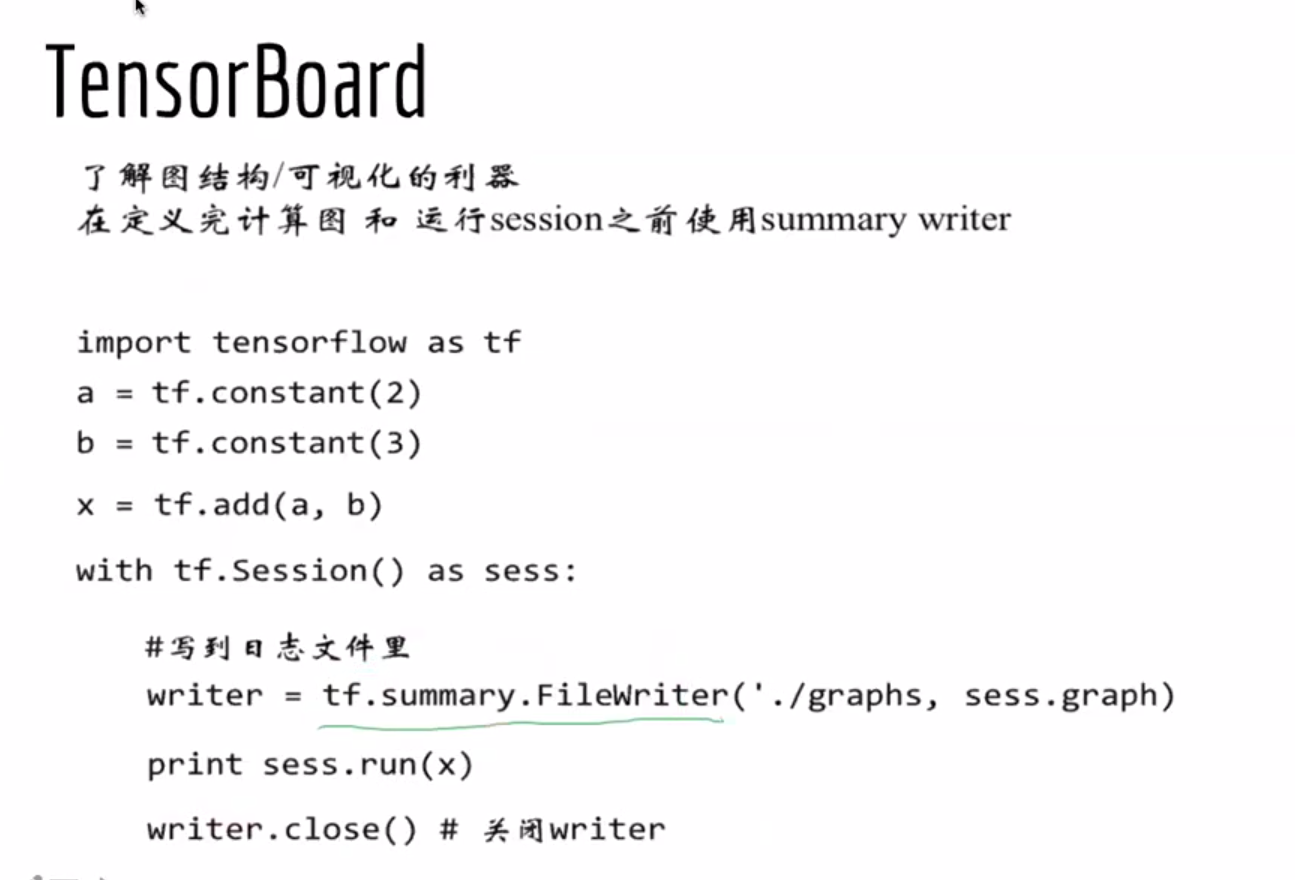 TensorBoard
了解图结构/可视化的利器
在定义完计算图 和 运行session之前使用summary writer
import tensorflow as tf
a = tf.constant(2)
b = tf.constant(3)
x = tf.add(a, b)
with tf.Session() as sess:
#写到日志文件里
writer = tf.summary.FileWriter('./graphs, sess.graph)
print sess.run(x)
writer.close() # 关闭writer